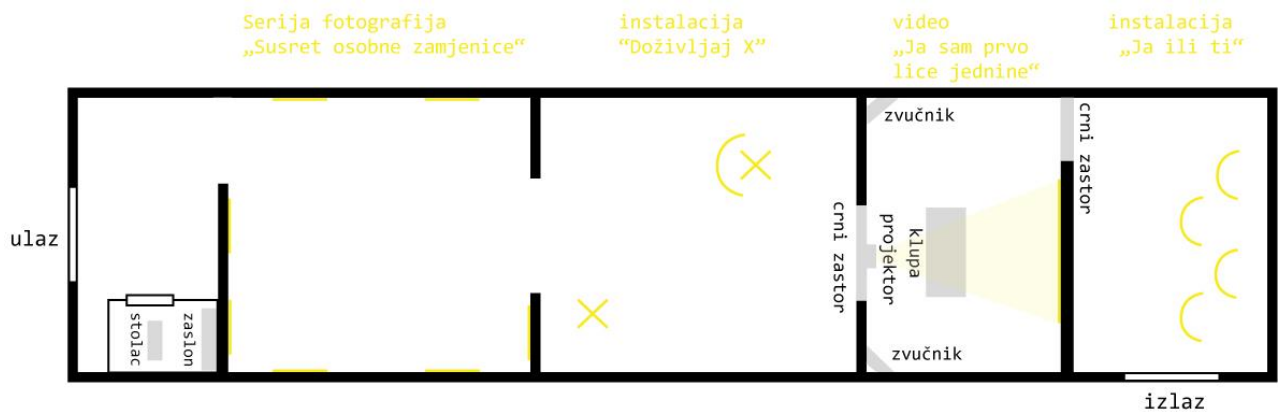 Serija fotografija
„Susret osobne zamjenice“
instalacija
“Doživljaj X”
video
„Ja sam prvo
lice jednine“
instalacija
„Ja ili ti“
ulaz
stolac
zaslon
crni zastor
zvučnik
projektor
klupa
zvučnik
crni zastor
izlaz